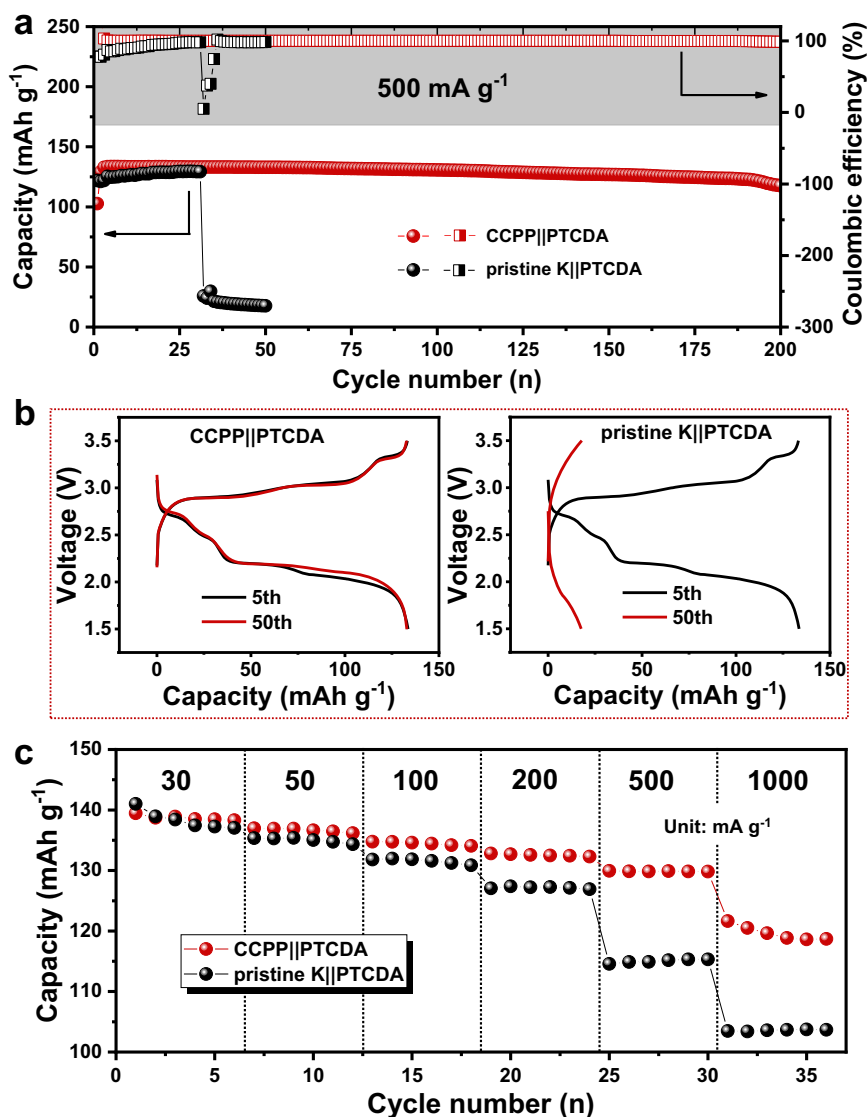 a
Capacity (mAh g⁻¹)
250
200
150
100
50
0
500 mA g⁻¹
CCPP||PTCDA
pristine K||PTCDA
100
0
-100
-200
-300
Coulombic efficiency (%)
0 25 50 75 100 125 150 175 200
Cycle number (n)
b
Voltage (V)
3.5
3.0
2.5
2.0
1.5
CCPP||PTCDA
5th
50th
0 50 100 150
Capacity (mAh g⁻¹)
Voltage (V)
3.5
3.0
2.5
2.0
1.5
pristine K||PTCDA
5th
50th
0 50 100 150
Capacity (mAh g⁻¹)
c
Capacity (mAh g⁻¹)
150
140
130
120
110
100
30 50 100 200 500 1000
Unit: mA g⁻¹
CCPP||PTCDA
pristine K||PTCDA
0 5 10 15 20 25 30 35
Cycle number (n)